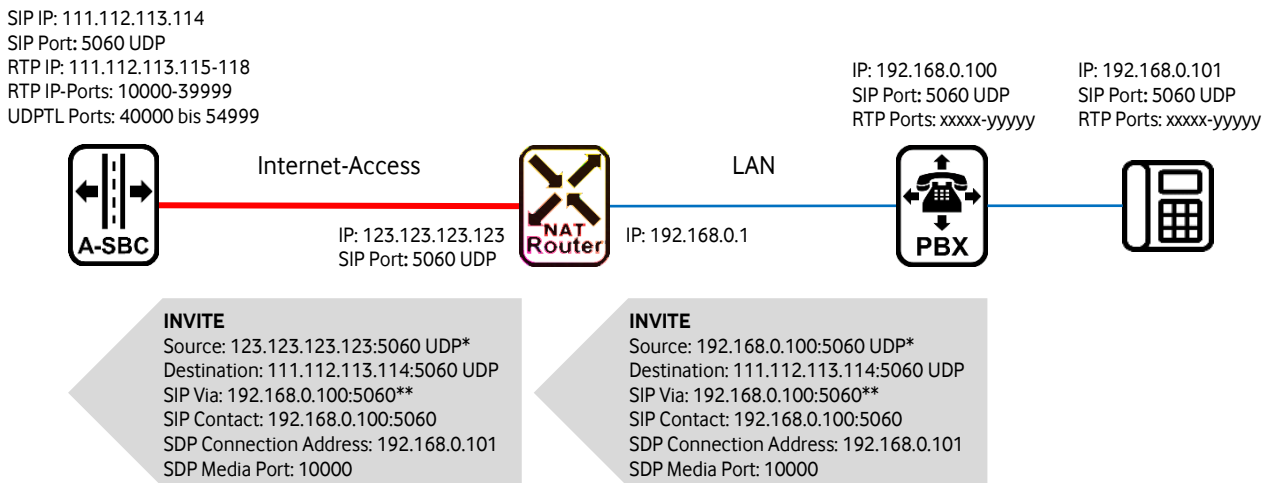 SIP IP: 111.112.113.114
SIP Port: 5060 UDP
RTP IP: 111.112.113.115-118
RTP IP-Ports: 10000-39999
UDPTL Ports: 40000 bis 54999
IP: 192.168.0.100
SIP Port: 5060 UDP
RTP Ports: xxxxx-yyyyy
IP: 192.168.0.101
SIP Port: 5060 UDP
RTP Ports: xxxxx-yyyyy
A-SBC
Internet-Access
IP: 123.123.123.123
SIP Port: 5060 UDP
NAT
Router
LAN
IP: 192.168.0.1
PBX
INVITE
Source: 123.123.123.123:5060 UDP*
Destination: 111.112.113.114:5060 UDP
SIP Via: 192.168.0.100:5060**
SIP Contact: 192.168.0.100:5060
SDP Connection Address: 192.168.0.101
SDP Media Port: 10000
INVITE
Source: 192.168.0.100:5060 UDP*
Destination: 111.112.113.114:5060 UDP
SIP Via: 192.168.0.100:5060**
SIP Contact: 192.168.0.100:5060
SDP Connection Address: 192.168.0.101
SDP Media Port: 10000